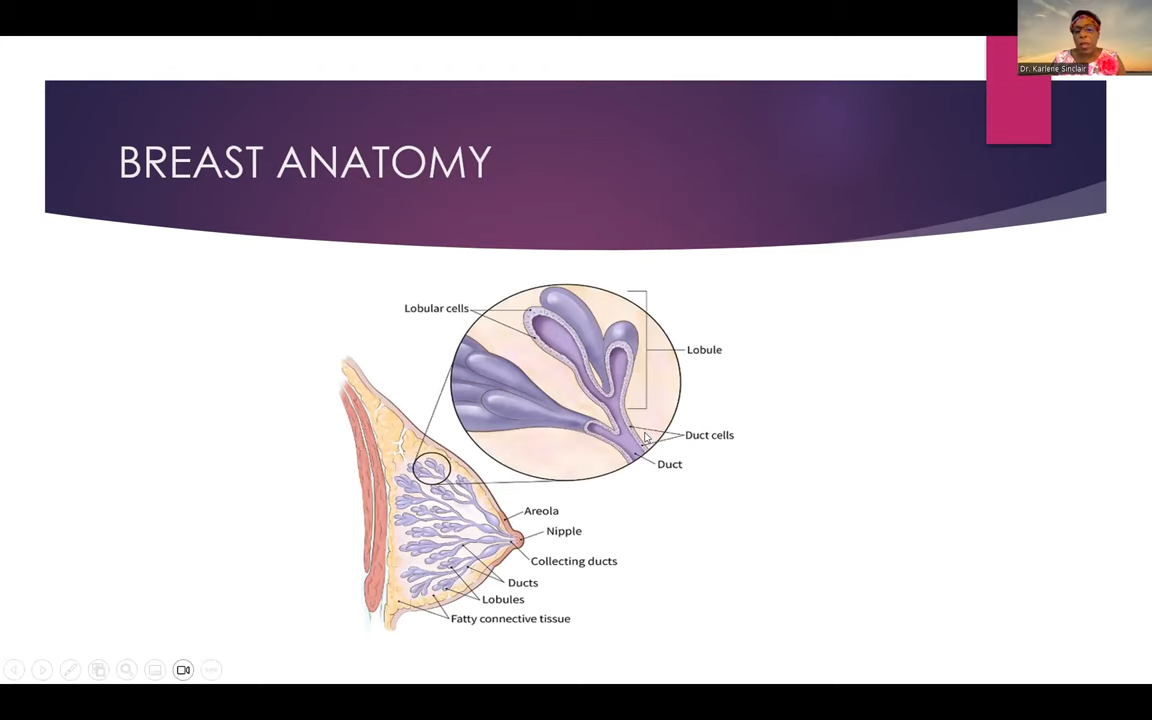 Dr. Karlene Sinclair
BREAST ANATOMY
Lobular cells
Lobule
Duct cells
Duct
Areola
Nipple
Collecting ducts
Ducts
Lobules
Fatty connective tissue